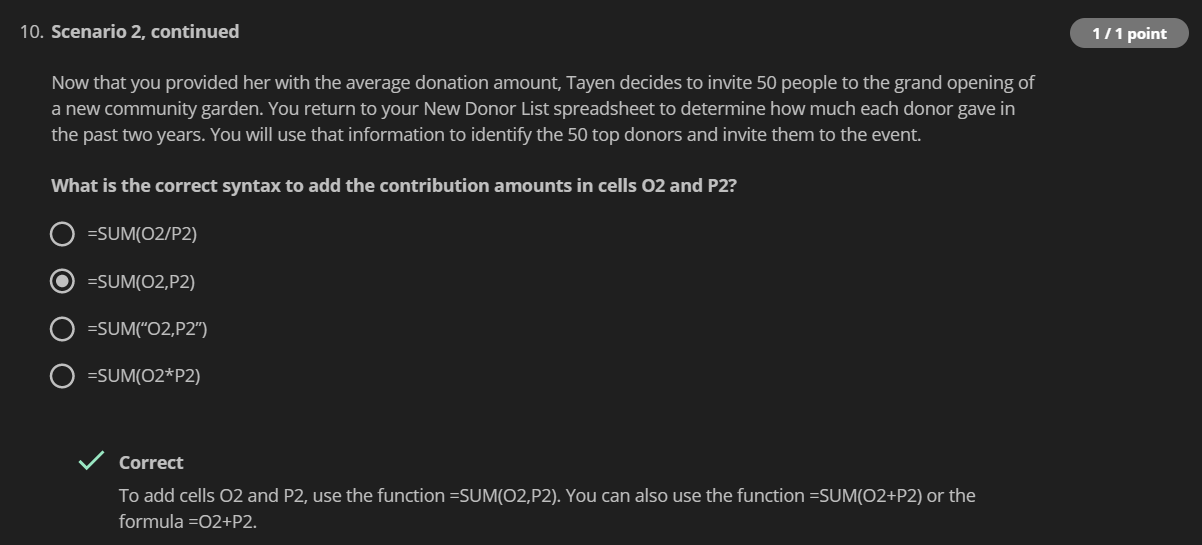 10. Scenario 2, continued
1 / 1 point
Now that you provided her with the average donation amount, Tayen decides to invite 50 people to the grand opening of
a new community garden. You return to your New Donor List spreadsheet to determine how much each donor gave in
the past two years. You will use that information to identify the 50 top donors and invite them to the event.
What is the correct syntax to add the contribution amounts in cells O2 and P2?
=SUM(O2/P2)
=SUM(O2,P2)
=SUM(“O2,P2”)
=SUM(O2*P2)
Correct
To add cells O2 and P2, use the function =SUM(O2,P2). You can also use the function =SUM(O2+P2) or the
formula =O2+P2.